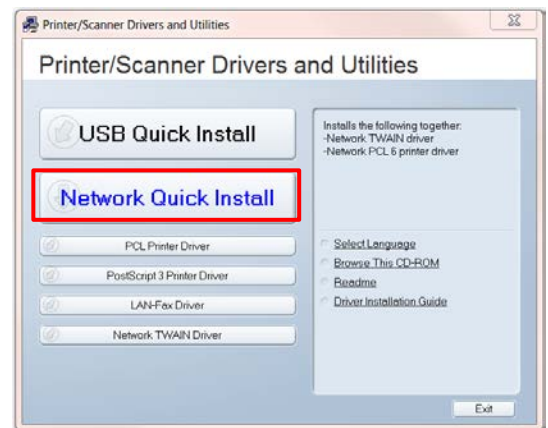 Printer/Scanner Drivers and Utilities
Printer/Scanner Drivers and Utilities
USB Quick Install
Network Quick Install
PCL Printer Driver
PostScript 3 Printer Driver
LAN-Fax Driver
Network TWAIN Driver
Installs the following together:
-Network TWAIN driver
-Network PCL 6 printer driver
Select Language
Browse This CD-ROM
Readme
Driver Installation Guide
Exit